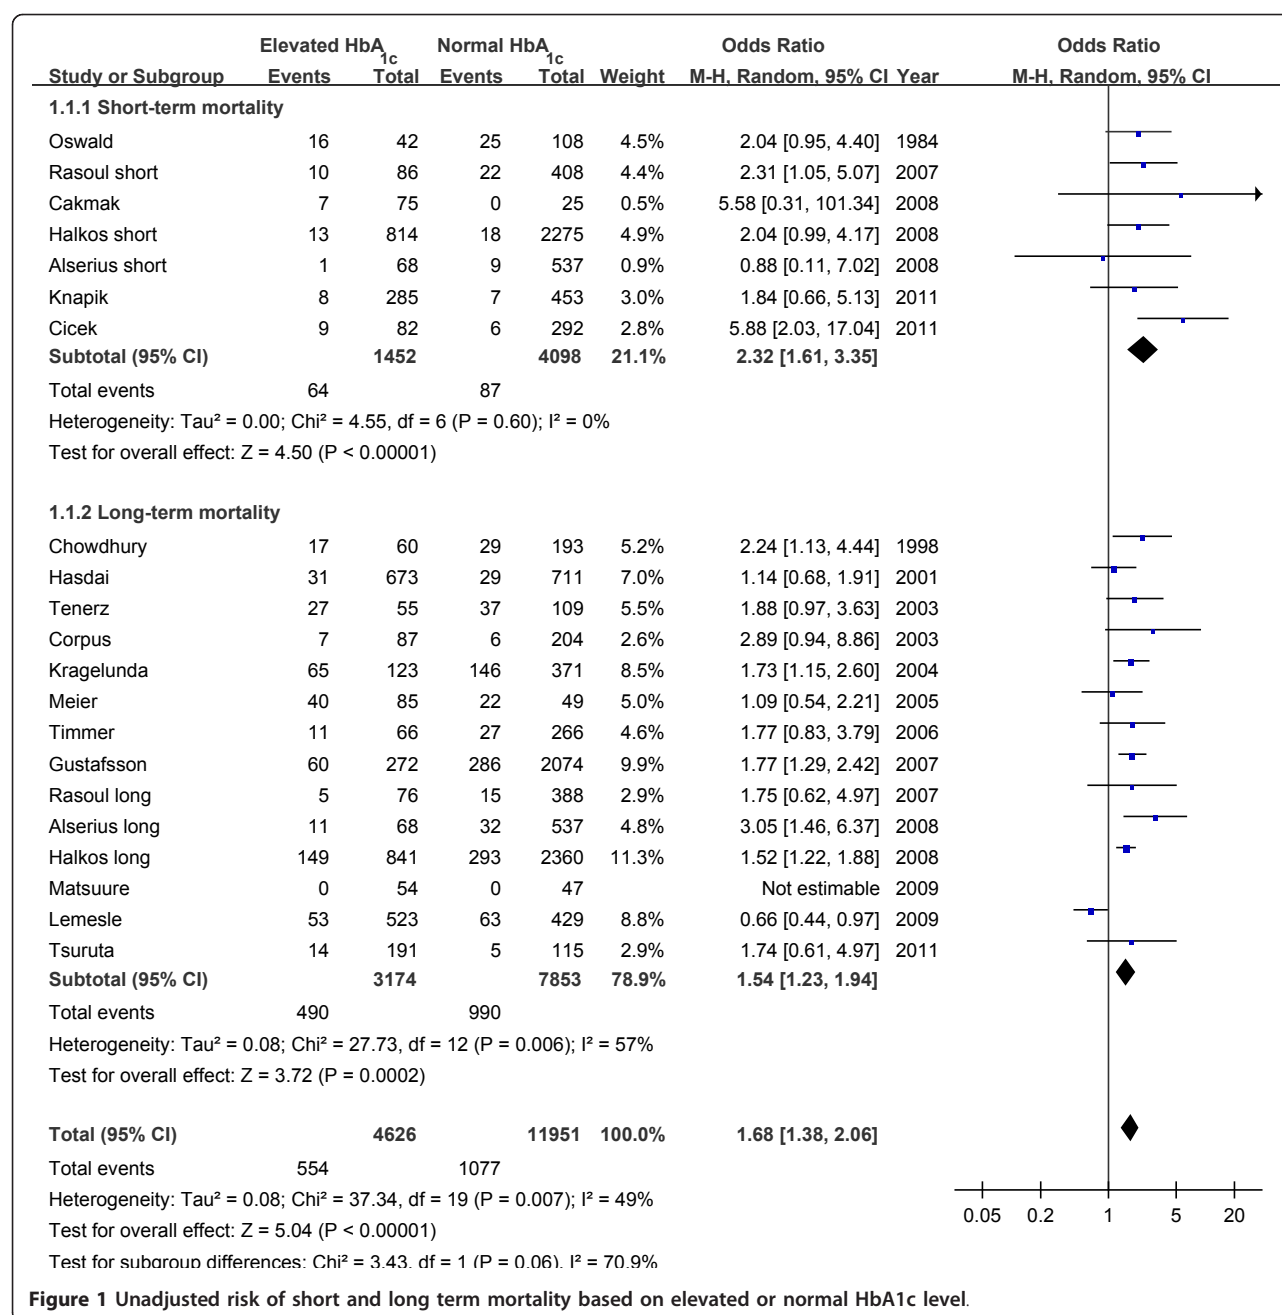 Elevated HbA1c Normal HbA1c Odds Ratio Odds Ratio
Study or Subgroup Events Total Events Total Weight M-H, Random, 95% CI Year M-H, Random, 95% CI
1.1.1 Short-term mortality
Oswald 16 42 25 108 4.5% 2.04 [0.95, 4.40] 1984
Rasoul short 10 86 22 408 4.4% 2.31 [1.05, 5.07] 2007
Cakmak 7 75 0 25 0.5% 5.58 [0.31, 101.34] 2008
Halkos short 13 814 18 2275 4.9% 2.04 [0.99, 4.17] 2008
Alserius short 1 68 9 537 0.9% 0.88 [0.11, 7.02] 2008
Knapik 8 285 7 453 3.0% 1.84 [0.66, 5.13] 2011
Cicek 9 82 6 292 2.8% 5.88 [2.03, 17.04] 2011
Subtotal (95% CI) 1452 4098 21.1% 2.32 [1.61, 3.35]
Total events 64 87
Heterogeneity: Tau² = 0.00; Chi² = 4.55, df = 6 (P = 0.60); I² = 0%
Test for overall effect: Z = 4.50 (P < 0.00001)
1.1.2 Long-term mortality
Chowdhury 17 60 29 193 5.2% 2.24 [1.13, 4.44] 1998
Hasdai 31 673 29 711 7.0% 1.14 [0.68, 1.91] 2001
Tenerz 27 55 37 109 5.5% 1.88 [0.97, 3.63] 2003
Corpus 7 87 6 204 2.6% 2.89 [0.94, 8.86] 2003
Kragelunda 65 123 146 371 8.5% 1.73 [1.15, 2.60] 2004
Meier 40 85 22 49 5.0% 1.09 [0.54, 2.21] 2005
Timmer 11 66 27 266 4.6% 1.77 [0.83, 3.79] 2006
Gustafsson 60 272 286 2074 9.9% 1.77 [1.29, 2.42] 2007
Rasoul long 5 76 15 388 2.9% 1.75 [0.62, 4.97] 2007
Alserius long 11 68 32 537 4.8% 3.05 [1.46, 6.37] 2008
Halkos long 149 841 293 2360 11.3% 1.52 [1.22, 1.88] 2008
Matsuure 0 54 0 47 Not estimable 2009
Lemesle 53 523 63 429 8.8% 0.66 [0.44, 0.97] 2009
Tsuruta 14 191 5 115 2.9% 1.74 [0.61, 4.97] 2011
Subtotal (95% CI) 3174 7853 78.9% 1.54 [1.23, 1.94]
Total events 490 990
Heterogeneity: Tau² = 0.08; Chi² = 27.73, df = 12 (P = 0.006); I² = 57%
Test for overall effect: Z = 3.72 (P = 0.0002)
Total (95% CI) 4626 11951 100.0% 1.68 [1.38, 2.06]
Total events 554 1077
Heterogeneity: Tau² = 0.08; Chi² = 37.34, df = 19 (P = 0.007); I² = 49%
0.05 0.2 1 5 20
Test for overall effect: Z = 5.04 (P < 0.00001)
Test for subgroup differences: Chi² = 3.43, df = 1 (P = 0.06), I² = 70.9%
Figure 1 Unadjusted risk of short and long term mortality based on elevated or normal HbA1c level.